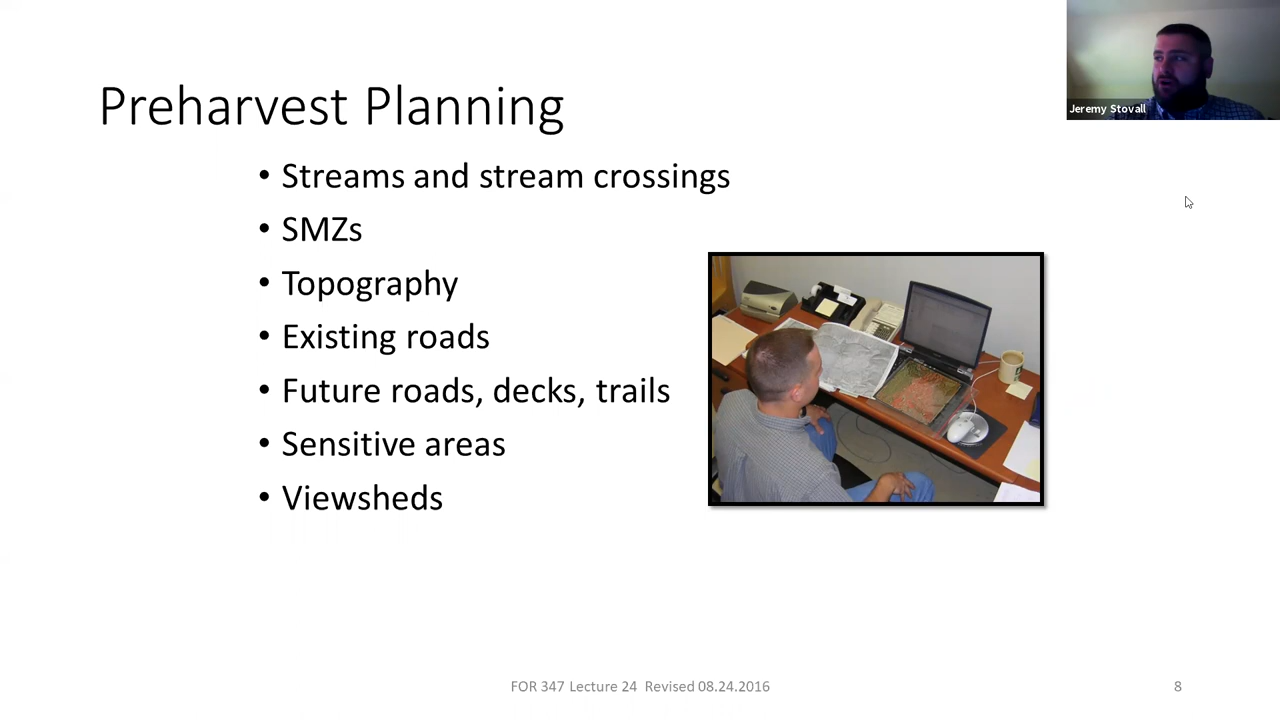 Preharvest Planning
Jeremy Stovall
• Streams and stream crossings
• SMZs
• Topography
• Existing roads
• Future roads, decks, trails
• Sensitive areas
• Viewsheds
FOR 347 Lecture 24 Revised 08.24.2016
8